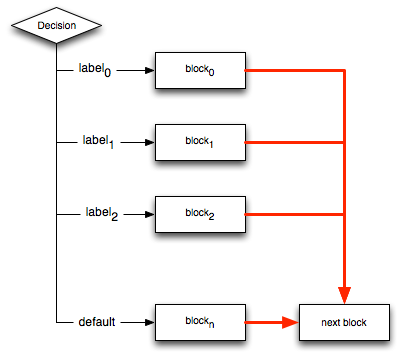 Decision
label0
block0
label1
block1
label2
block2
default
blockn
next block